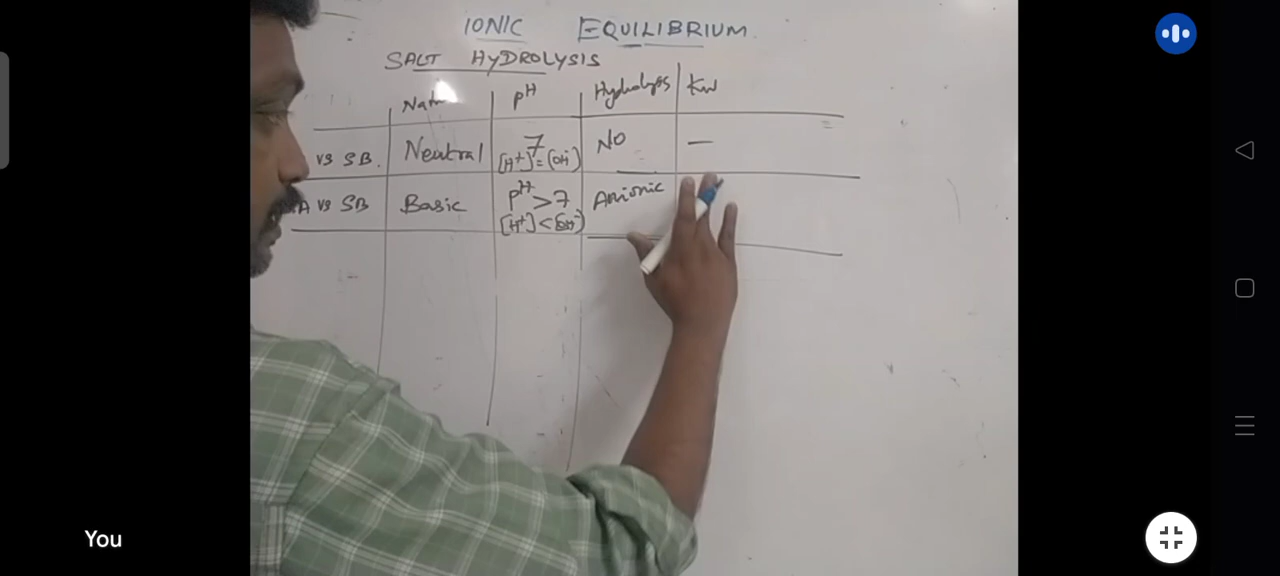 IONIC EQUILIBRIUM
SALT HYDROLYSIS
PH Hydrolysis Kw
VS SB. Neutral 7 NO —
[H+]=(OH-)
A VS SB Basic PH>7 Anionic
[H+]<(OH-)
You